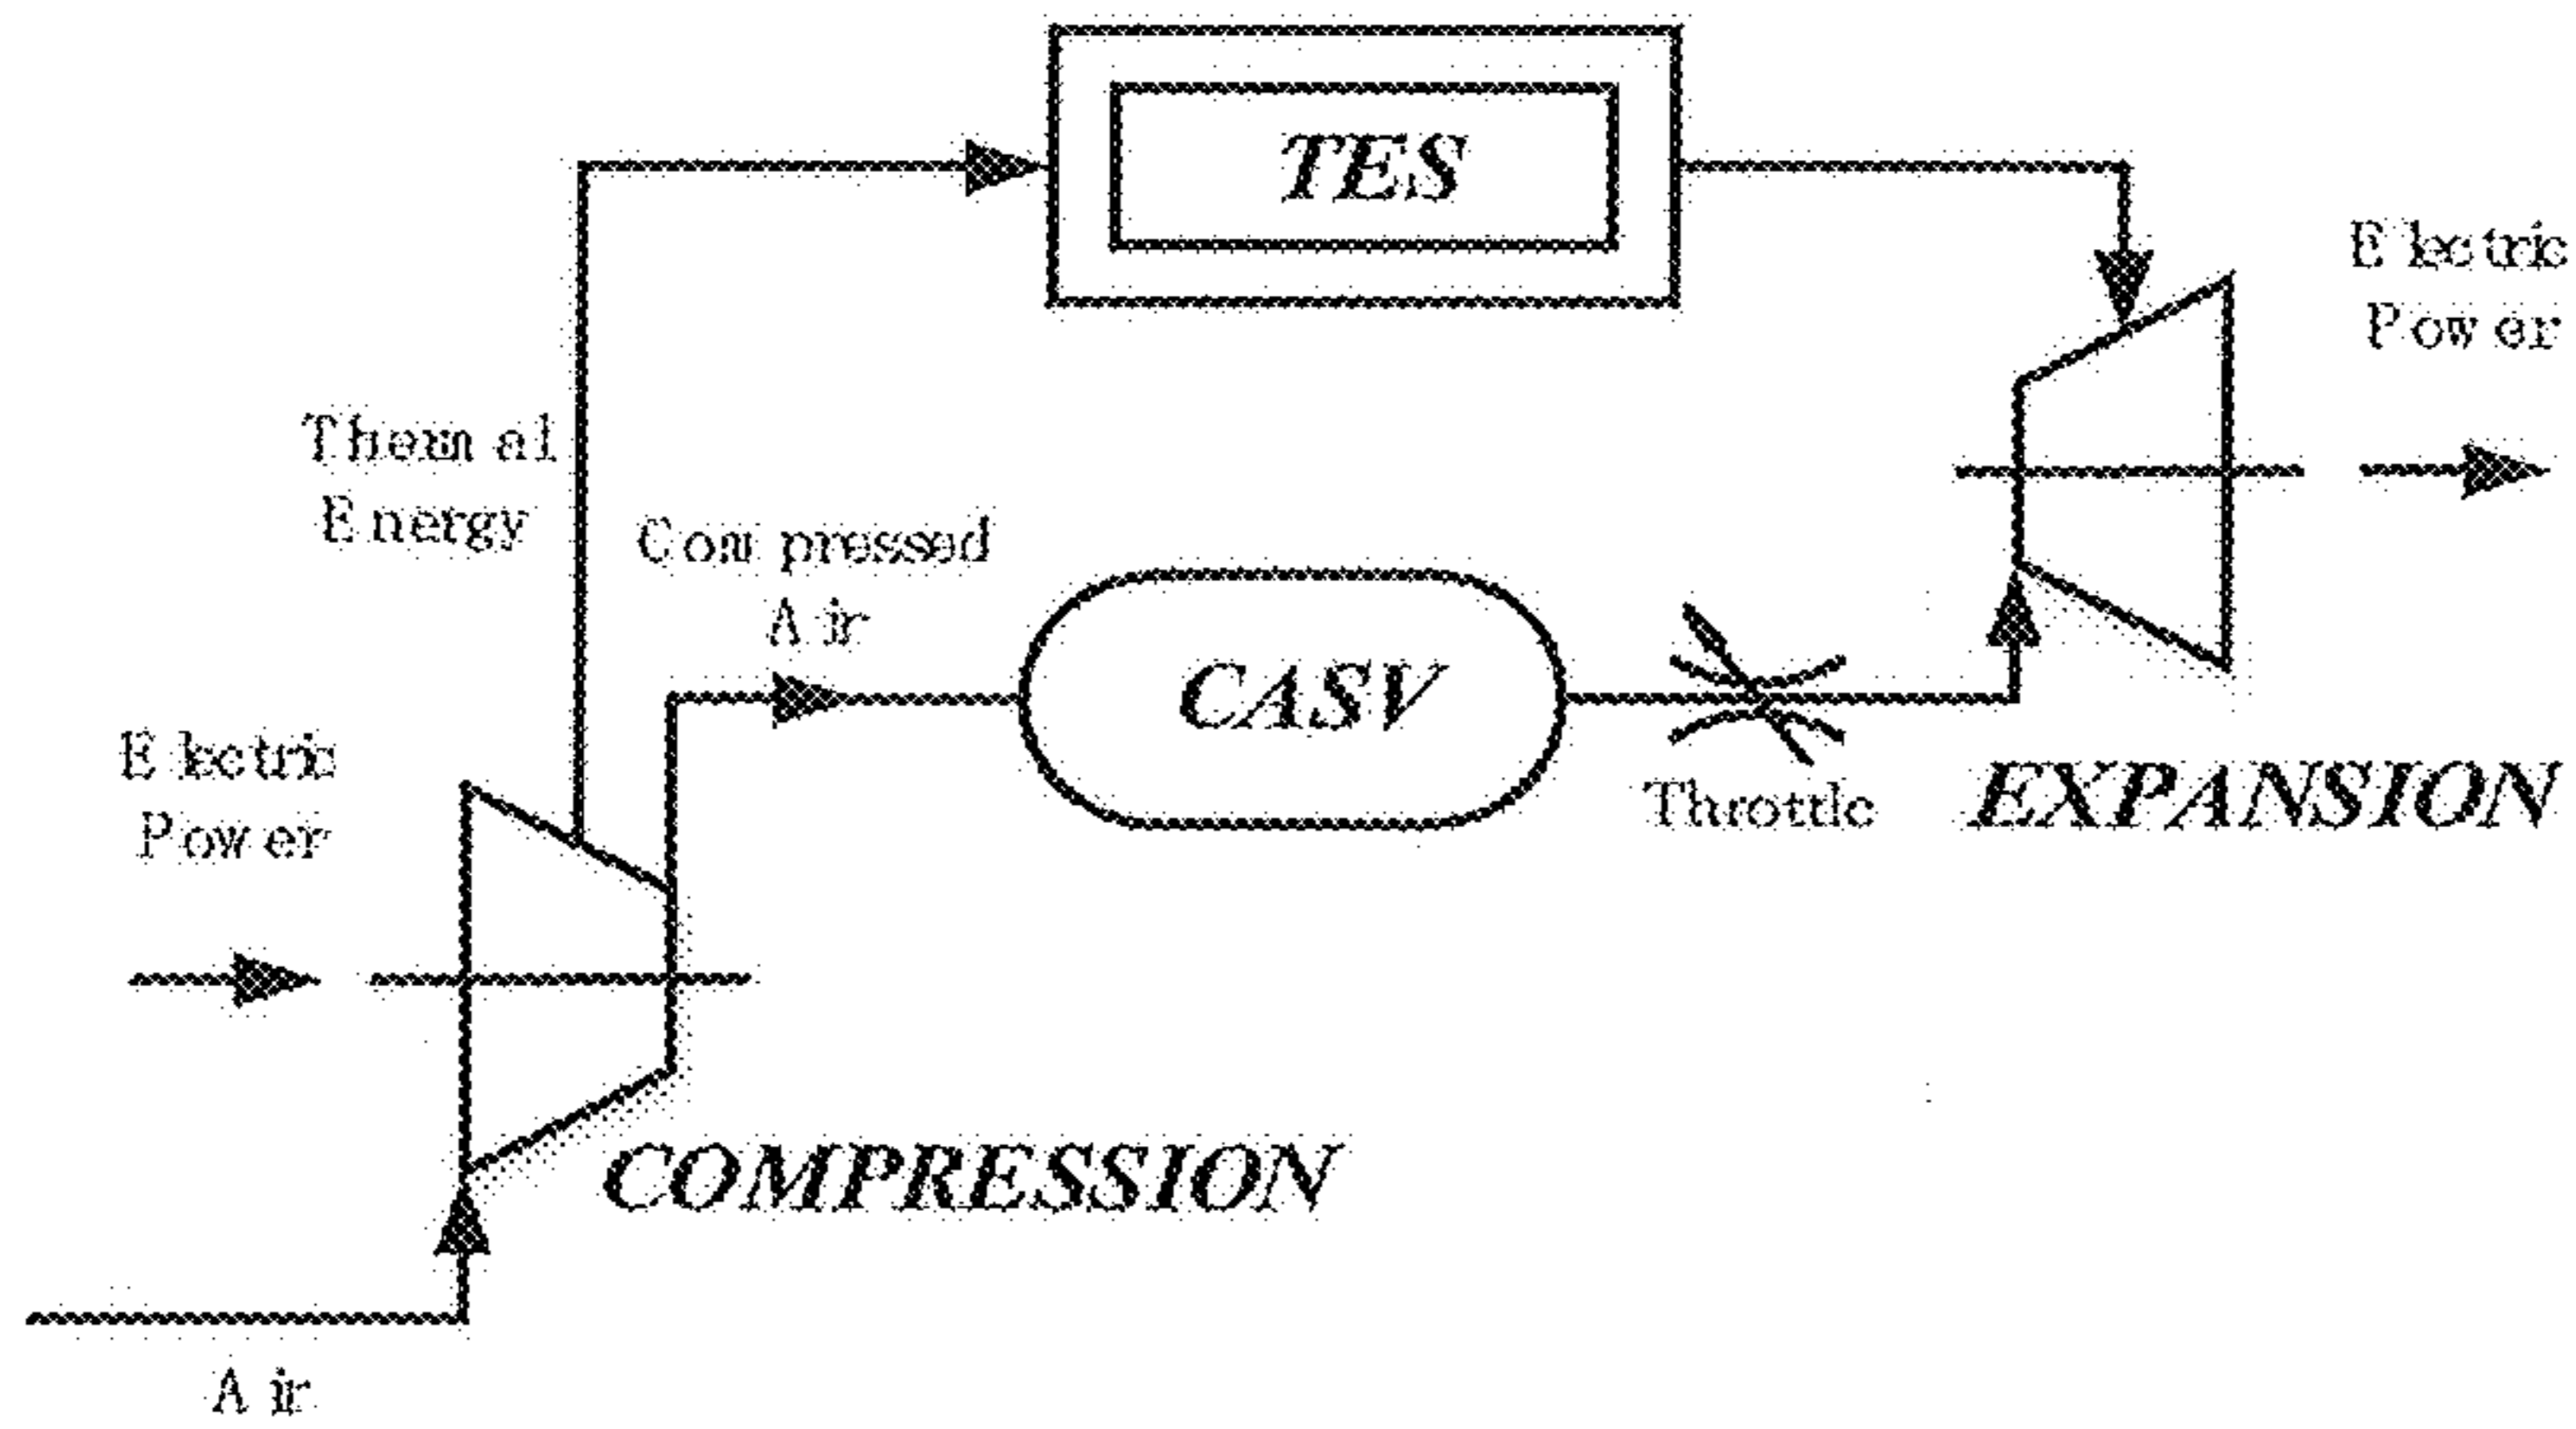 TES
Electric
Power
Thermal
Energy
Compressed
Air
CASV
Electric
Power
Throttle
EXPANSION
COMPRESSION
Air